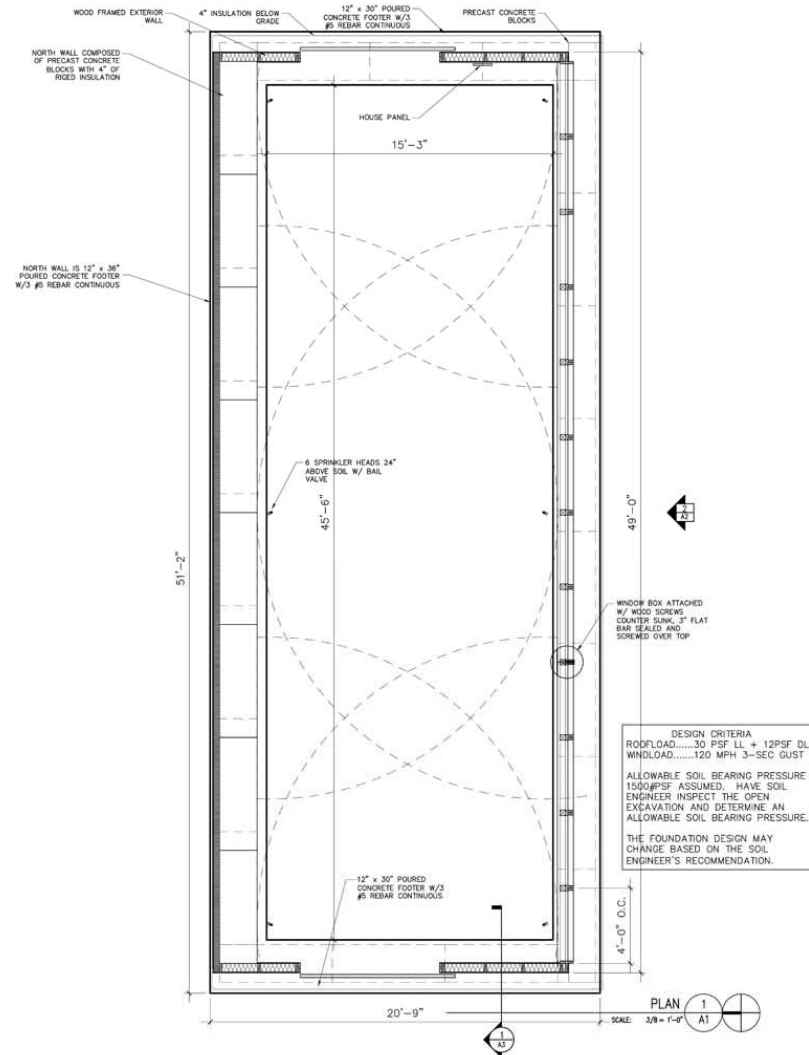 WOOD FRAMED EXTERIOR
WALL
4" INSULATION BELOW
GRADE
12" x 30" POURED
CONCRETE FOOTER W/3
#5 REBAR CONTINUOUS
PRECAST CONCRETE
BLOCKS
NORTH WALL COMPOSED
OF PRECAST CONCRETE
BLOCKS WITH 4" OF
RIGED INSULATION
HOUSE PANEL
15'-3"
NORTH WALL IS 12" x 36"
POURED CONCRETE FOOTER
W/3 #5 REBAR CONTINUOUS
6 SPRINKLER HEADS 24"
ABOVE SOIL W/ BAIL
VALVE
45'-6"
49'-0"
51'-2"
2
A2
WINDOW BOX ATTACHED
W/ WOOD SCREWS
COUNTER SUNK, 3" FLAT
BAR SEALED AND
SCREWED OVER TOP
DESIGN CRITERIA
ROOFLOAD......30 PSF LL + 12PSF DL
WINDLOAD.......120 MPH 3-SEC GUST
ALLOWABLE SOIL BEARING PRESSURE
1500#PSF ASSUMED. HAVE SOIL
ENGINEER INSPECT THE OPEN
EXCAVATION AND DETERMINE AN
ALLOWABLE SOIL BEARING PRESSURE.
THE FOUNDATION DESIGN MAY
CHANGE BASED ON THE SOIL
ENGINEER'S RECOMMENDATION.
12" x 30" POURED
CONCRETE FOOTER W/3
#5 REBAR CONTINUOUS
4'-0" O.C.
20'-9"
PLAN
1
A1
SCALE: 3/8 = 1'-0"
1
A3